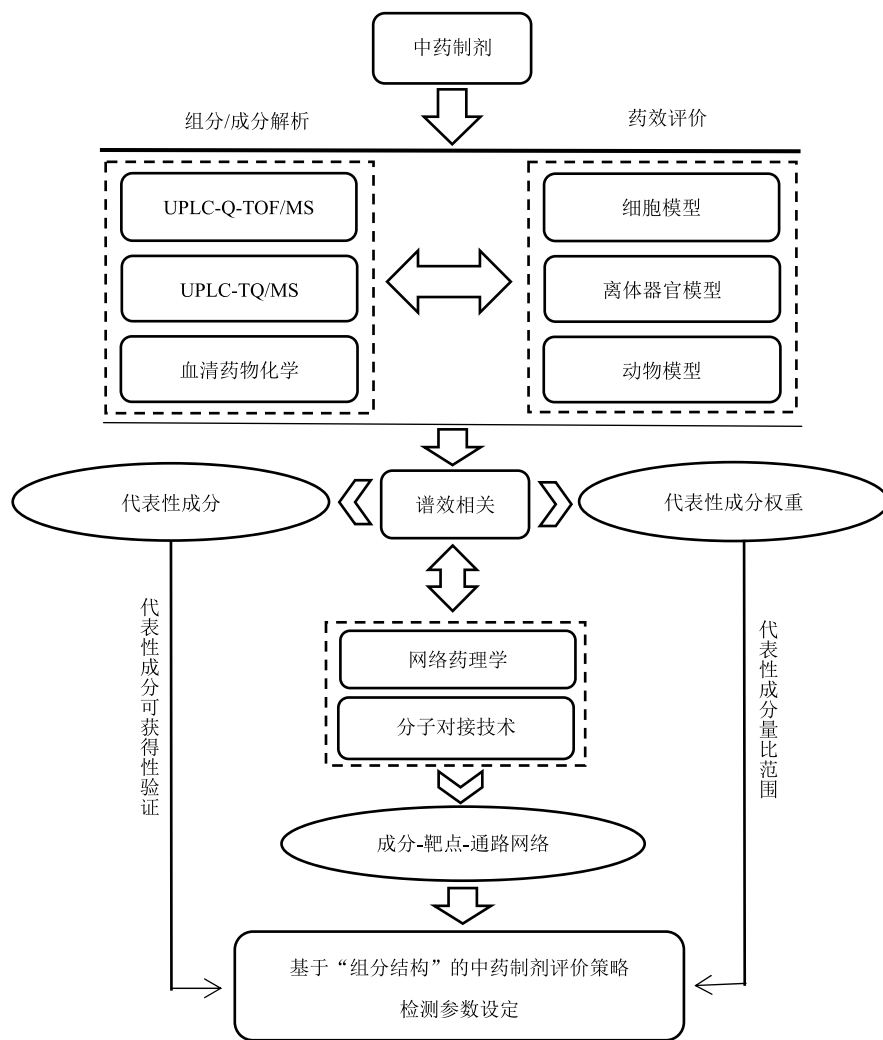 中药制剂
组分/成分解析
药效评价
UPLC-Q-TOF/MS
细胞模型
UPLC-TQ/MS
离体器官模型
血清药物化学
动物模型
代表性成分
谱效相关
代表性成分权重
代表性成分可获得性验证
网络药理学
分子对接技术
代表性成分量比范围
成分-靶点-通路网络
基于“组分结构”的中药制剂评价策略
检测参数设定